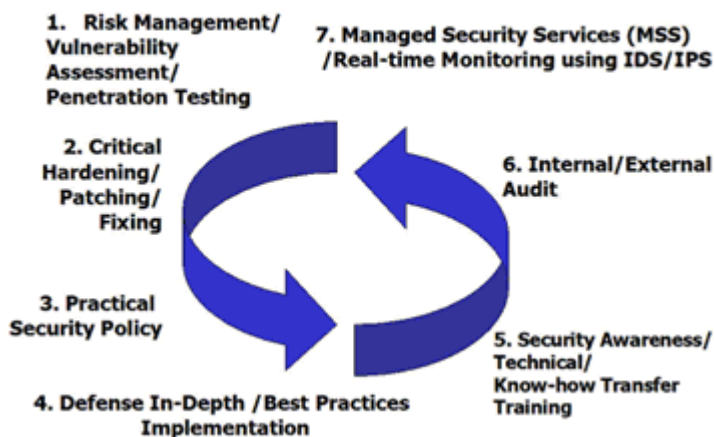 1. Risk Management/
Vulnerability
Assessment/
Penetration Testing
2. Critical
Hardening/
Patching/
Fixing
3. Practical
Security Policy
4. Defense In-Depth /Best Practices
Implementation
5. Security Awareness/
Technical/
Know-how Transfer
Training
6. Internal/External
Audit
7. Managed Security Services (MSS)
/Real-time Monitoring using IDS/IPS